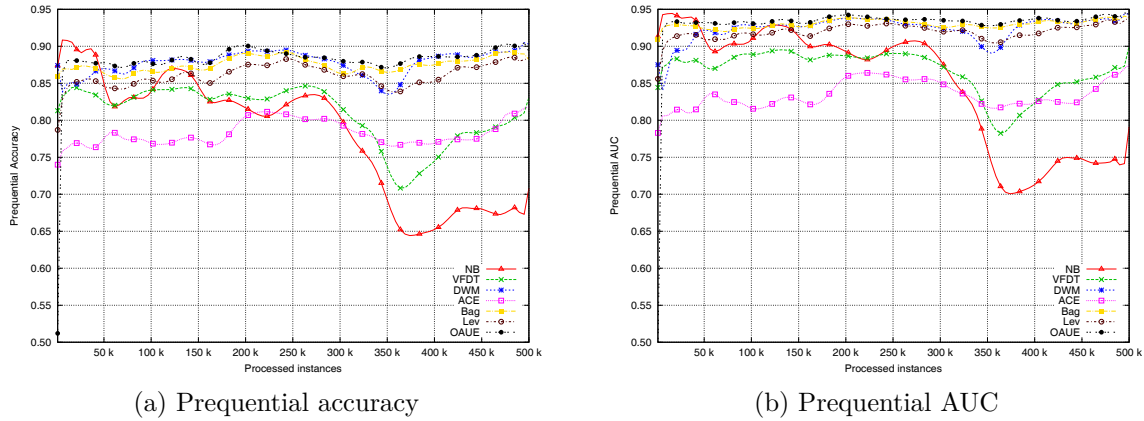 Prequential Accuracy
0.95
0.90
0.85
0.80
0.75
0.70
0.65
0.60
0.55
0.50
50 k 100 k 150 k 200 k 250 k 300 k 350 k 400 k 450 k 500 k
Processed instances
NB
VFDT
DWM
ACE
Bag
Lev
OAUE
(a) Prequential accuracy
Prequential AUC
0.95
0.90
0.85
0.80
0.75
0.70
0.65
0.60
0.55
0.50
50 k 100 k 150 k 200 k 250 k 300 k 350 k 400 k 450 k 500 k
Processed instances
NB
VFDT
DWM
ACE
Bag
Lev
OAUE
(b) Prequential AUC